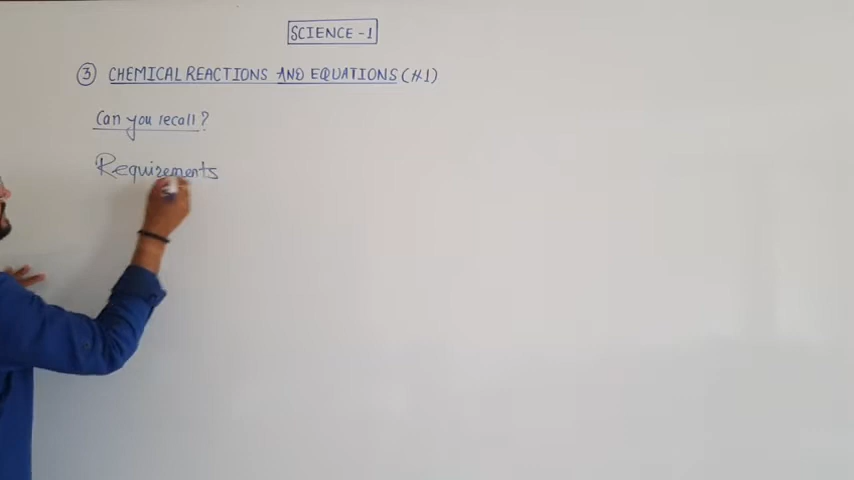 SCIENCE-1
3 CHEMICAL REACTIONS AND EQUATIONS (#1)
Can you recall?
Requirements